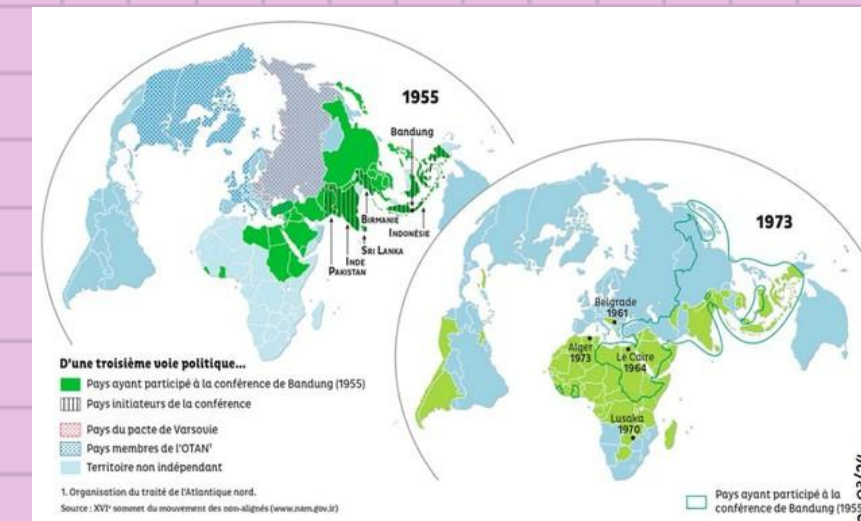 1955
Bandung
BIRMANIE
INDONÉSIE
SRI LANKA
INDE
PAKISTAN
D'une troisième voie politique...
Pays ayant participé à la conférence de Bandung (1955)
Pays initiateurs de la conférence
Pays du pacte de Varsovie
Pays membres de l'OTAN¹
Territoire non indépendant
1. Organisation du traité de l'Atlantique nord.
Source : XVIᵉ sommet du mouvement des non-alignés (www.nam.gov.ir)
1973
Belgrade
1961
Alger
1973
Le Caire
1964
Lusaka
1970
Pays ayant participé à la
conférence de Bandung (1955